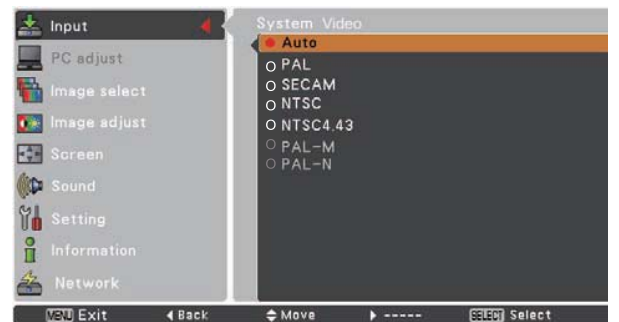 Input
PC adjust
Image select
Image adjust
Screen
Sound
Setting
Information
Network
System Video
Auto
PAL
SECAM
NTSC
NTSC4.43
PAL-M
PAL-N
MENU Exit
Back
Move
-----
SELECT Select